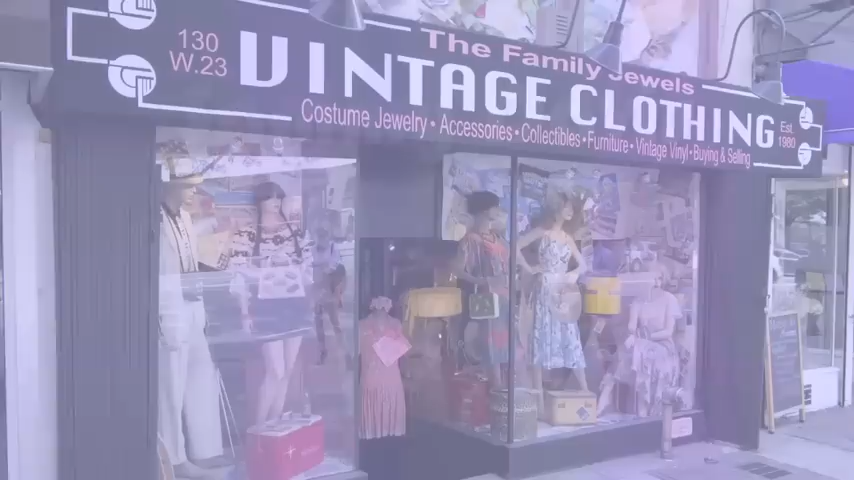 The Family Jewels
130
W.23
VINTAGE CLOTHING
Est.
1980
Costume Jewelry • Accessories • Collectibles • Furniture • Vintage Vinyl • Buying & Selling